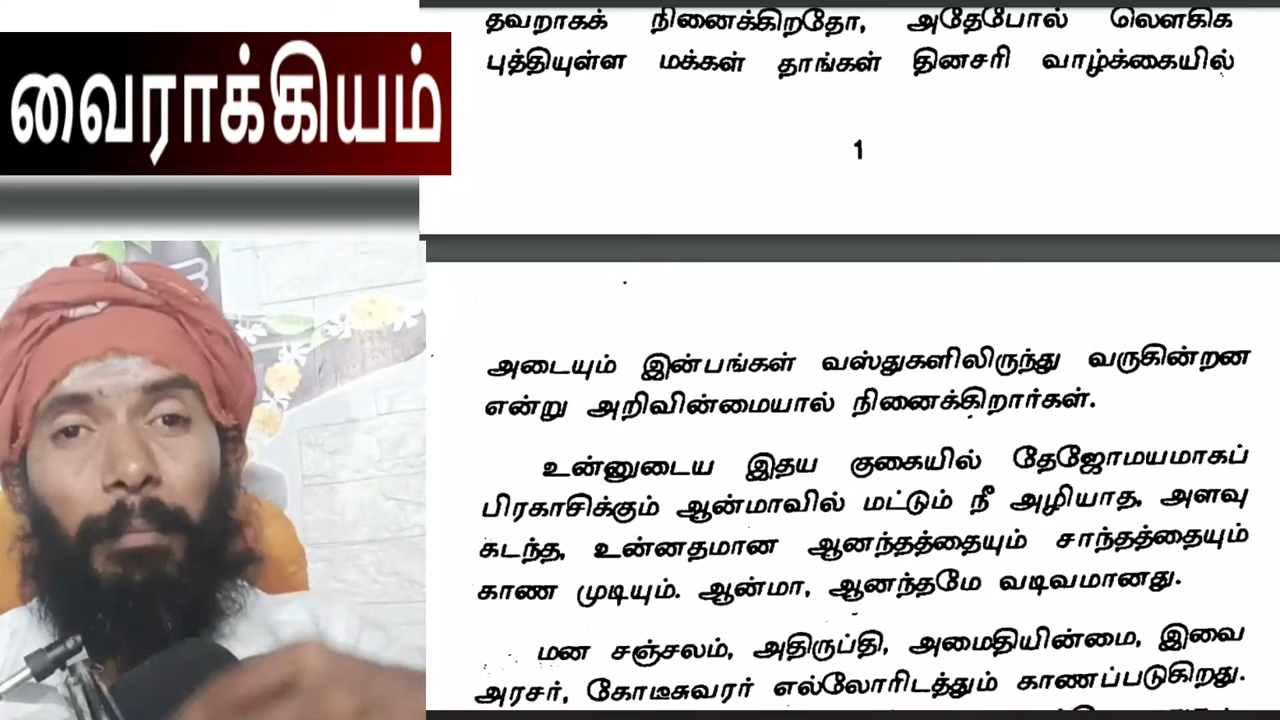 வைராக்கியம்
தவறாகக் நினைக்கிறதோ, அதேபோல் லௌகிக
புத்தியுள்ள மக்கள் தாங்கள் தினசரி வாழ்க்கையில்
1
அடையும் இன்பங்கள் வஸ்துகளிலிருந்து வருகின்றன
என்று அறிவின்மையால் நினைக்கிறார்கள்.
உன்னுடைய இதய குகையில் தேஜோமயமாகப்
பிரகாசிக்கும் ஆன்மாவில் மட்டும் நீ அழியாத, அளவு
கடந்த, உன்னதமான ஆனந்தத்தையும் சாந்தத்தையும்
காண முடியும். ஆன்மா, ஆனந்தமே வடிவமானது.
மன சஞ்சலம், அதிருப்தி, அமைதியின்மை, இவை
அரசர், கோடீசுவரர் எல்லோரிடத்தும் காணப்படுகிறது.